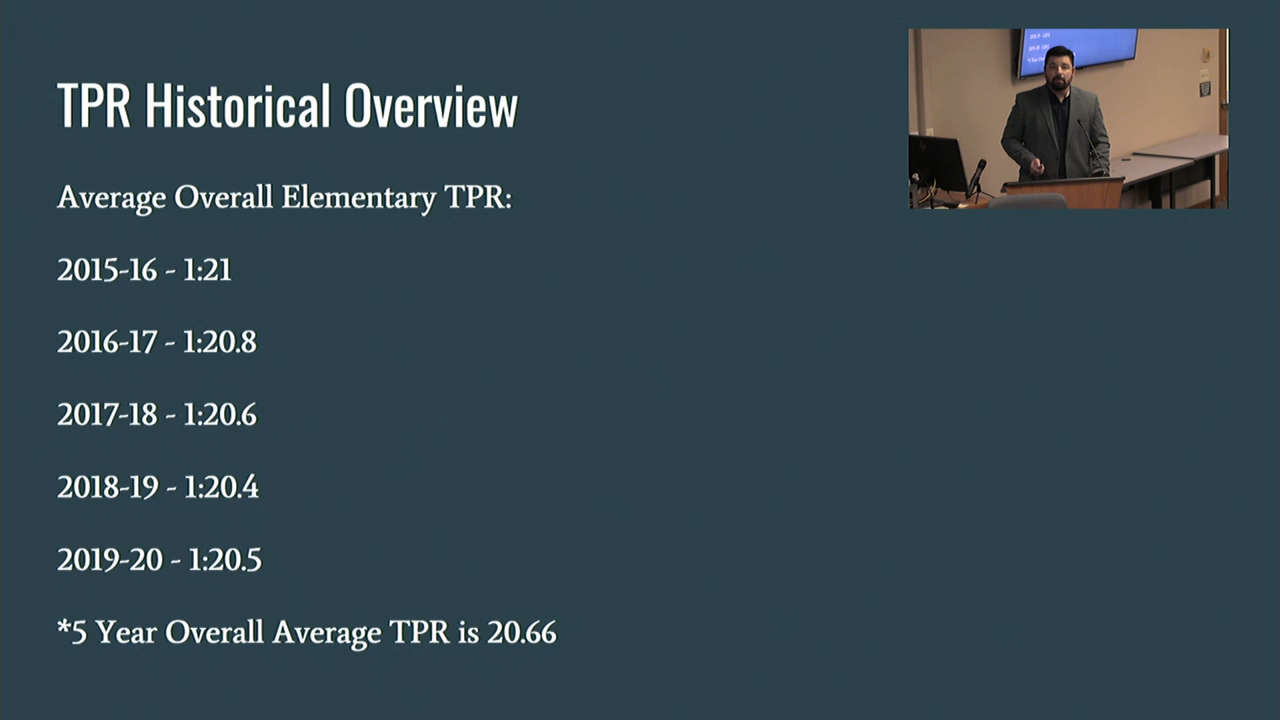 TPR Historical Overview
Average Overall Elementary TPR:
2015-16 - 1:21
2016-17 - 1:20.8
2017-18 - 1:20.6
2018-19 - 1:20.4
2019-20 - 1:20.5
*5 Year Overall Average TPR is 20.66